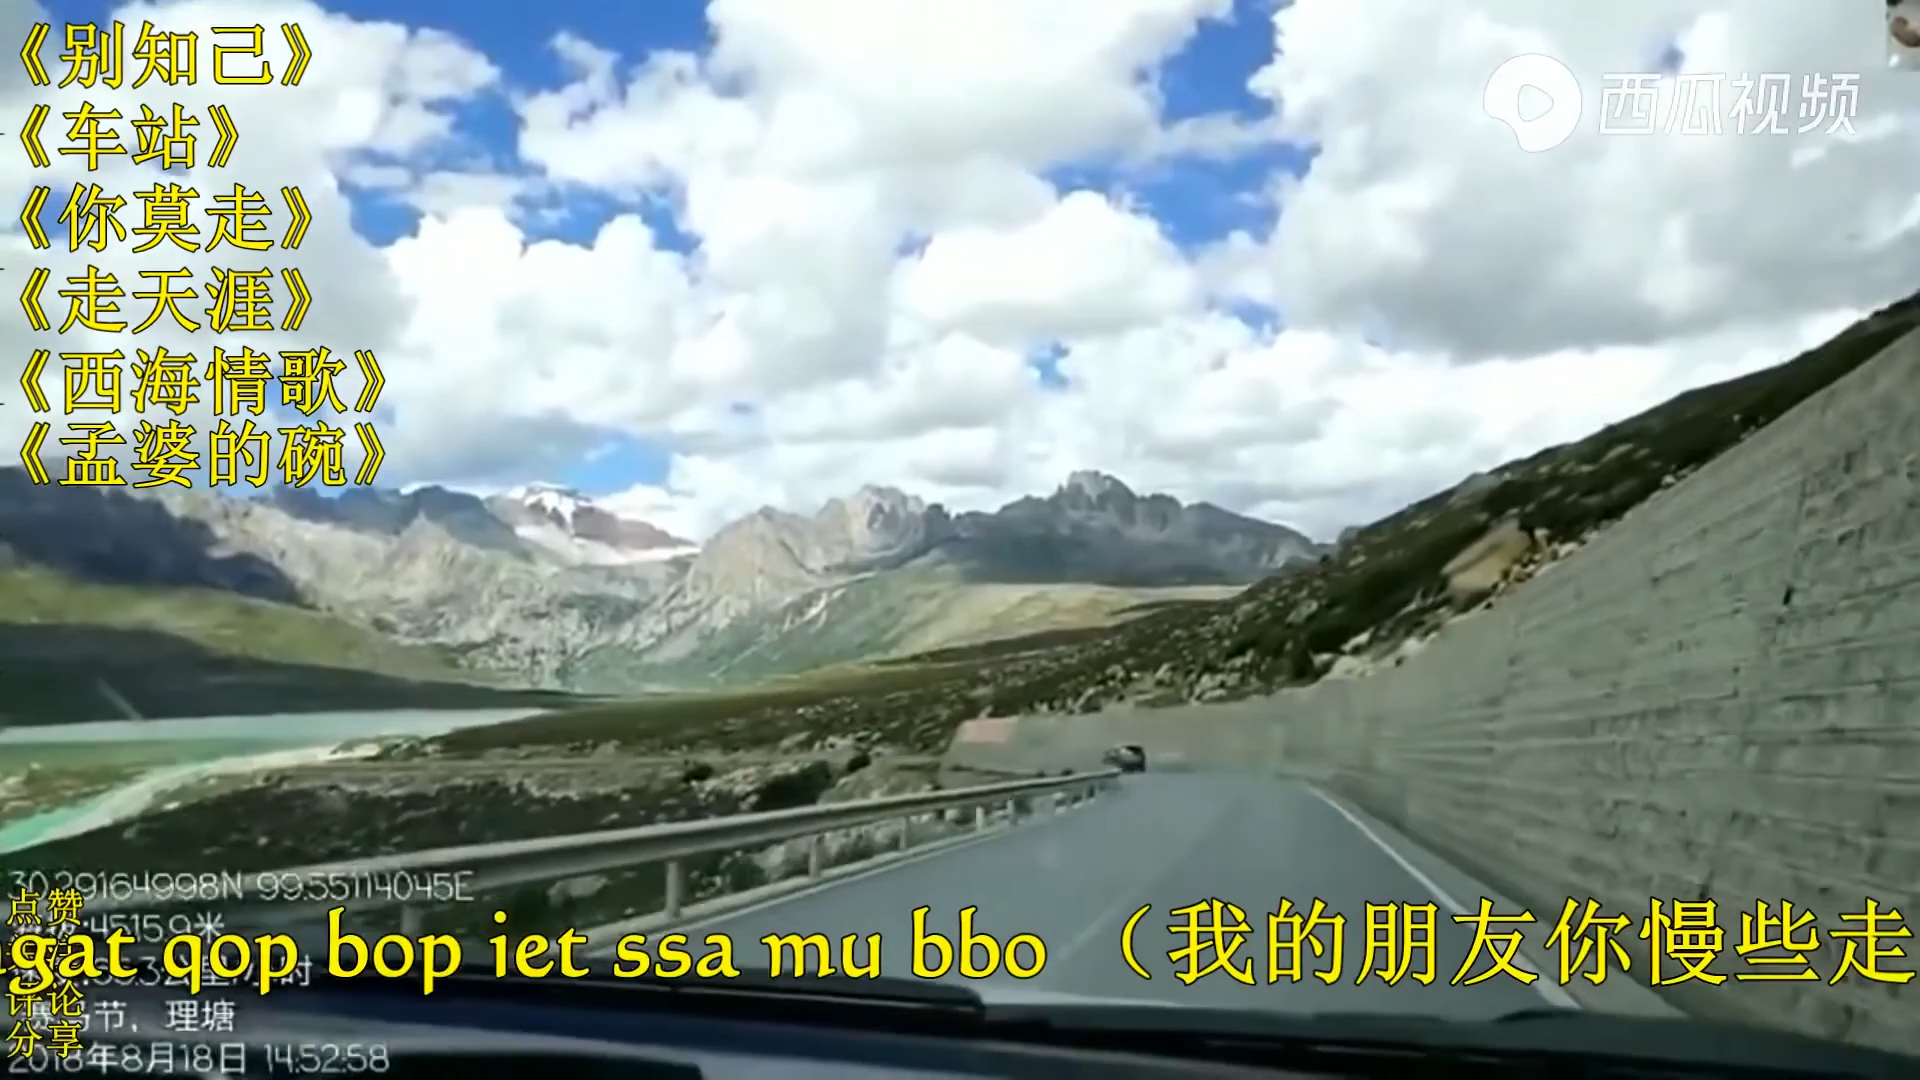 《别知己》
《车站》
《你莫走》
《走天涯》
《西海情歌》
《孟婆的碗》
西瓜视频
30.29164998N 99.55114045E
点赞
:4515.9米
gat qop bop iet ssa mu bbo （我的朋友你慢些走
评论
赛马节，理塘
分享
2018年8月18日 14:52:58